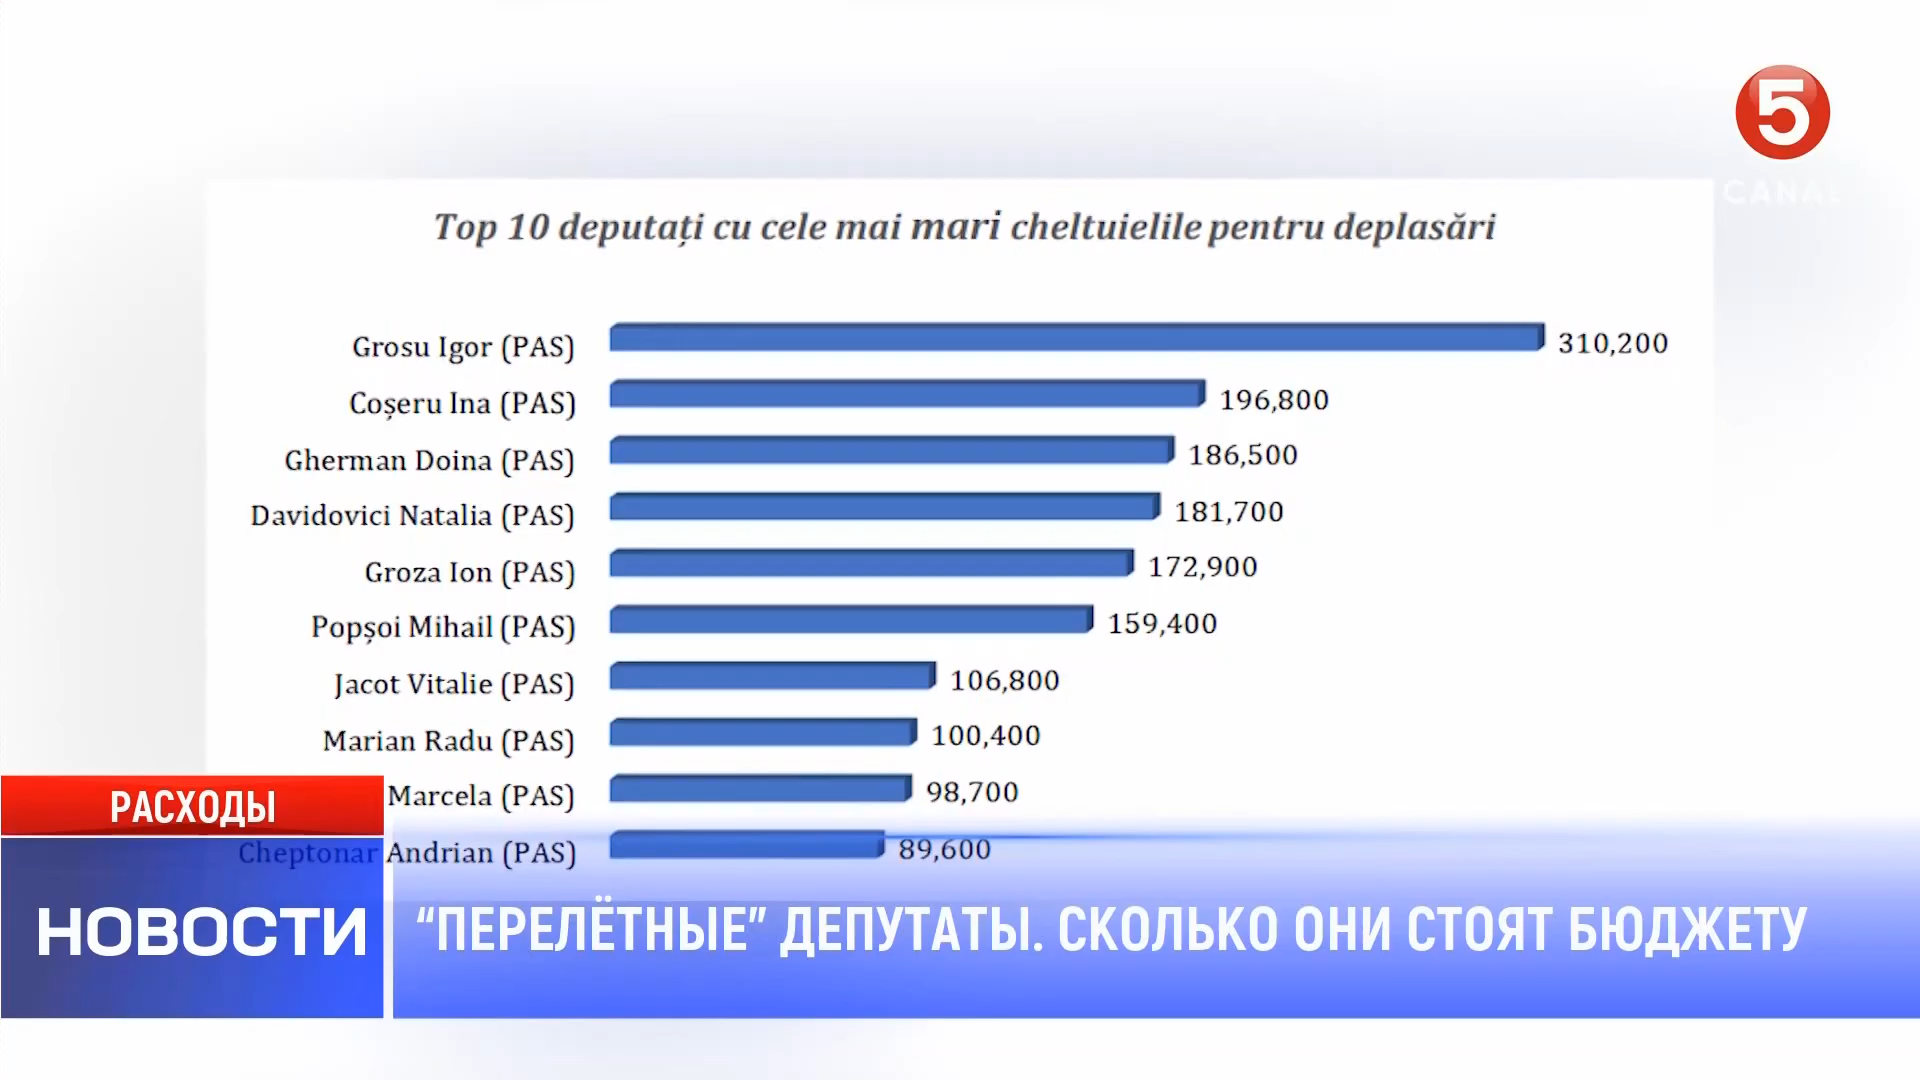 5
CANAL
Top 10 deputați cu cele mai mari cheltuielile pentru deplasări
Grosu Igor (PAS) 310,200
Coșeru Ina (PAS) 196,800
Gherman Doina (PAS) 186,500
Davidovici Natalia (PAS) 181,700
Groza Ion (PAS) 172,900
Popșoi Mihail (PAS) 159,400
Jacot Vitalie (PAS) 106,800
Marian Radu (PAS) 100,400
Marcela (PAS) 98,700
Cheptonar Andrian (PAS) 89,600
РАСХОДЫ
НОВОСТИ
“ПЕРЕЛЁТНЫЕ” ДЕПУТАТЫ. СКОЛЬКО ОНИ СТОЯТ БЮДЖЕТУ